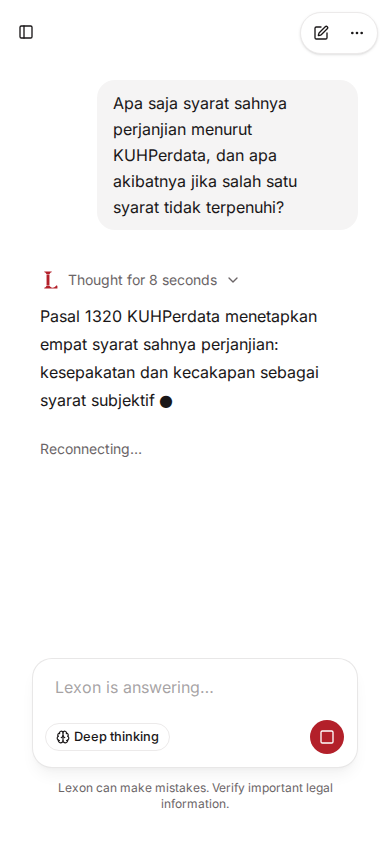 Apa saja syarat sahnya
perjanjian menurut
KUHPerdata, dan apa
akibatnya jika salah satu
syarat tidak terpenuhi?
L Thought for 8 seconds
Pasal 1320 KUHPerdata menetapkan
empat syarat sahnya perjanjian:
kesepakatan dan kecakapan sebagai
syarat subjektif
Reconnecting...
Lexon is answering...
Deep thinking
Lexon can make mistakes. Verify important legal
information.